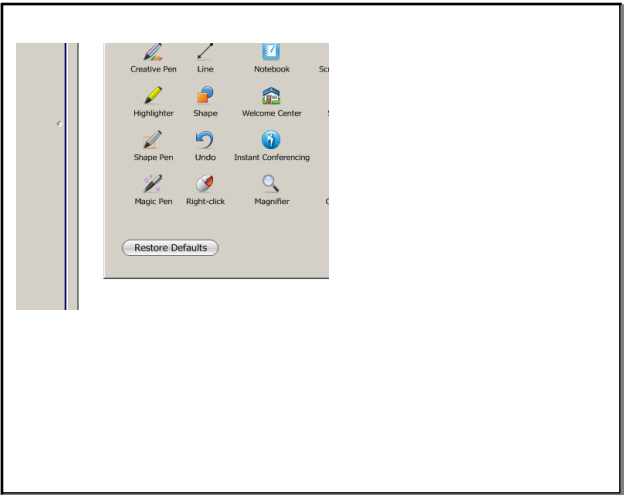 Creative Pen Line Notebook
Highlighter Shape Welcome Center
Shape Pen Undo Instant Conferencing
Magic Pen Right-click Magnifier
Restore Defaults